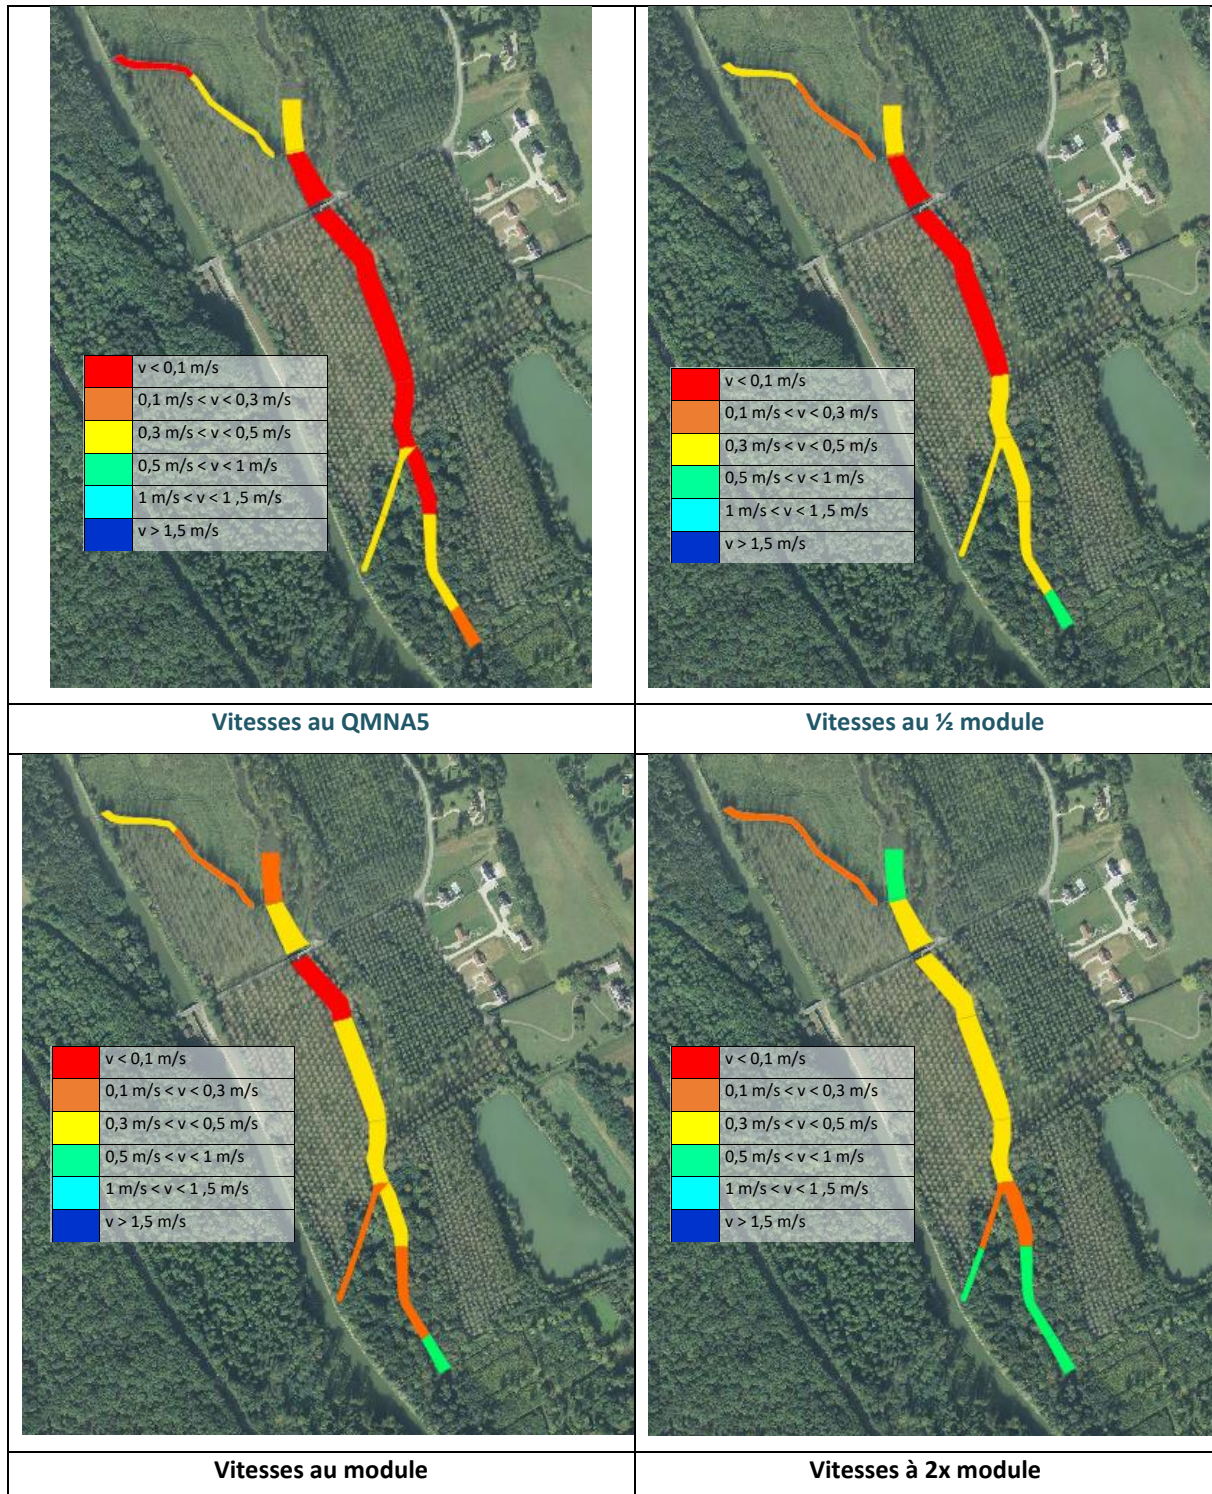 v < 0,1 m/s
0,1 m/s < v < 0,3 m/s
0,3 m/s < v < 0,5 m/s
0,5 m/s < v < 1 m/s
1 m/s < v < 1 ,5 m/s
v > 1,5 m/s
v < 0,1 m/s
0,1 m/s < v < 0,3 m/s
0,3 m/s < v < 0,5 m/s
0,5 m/s < v < 1 m/s
1 m/s < v < 1 ,5 m/s
v > 1,5 m/s
Vitesses au QMNA5
Vitesses au ½ module
v < 0,1 m/s
0,1 m/s < v < 0,3 m/s
0,3 m/s < v < 0,5 m/s
0,5 m/s < v < 1 m/s
1 m/s < v < 1 ,5 m/s
v > 1,5 m/s
v < 0,1 m/s
0,1 m/s < v < 0,3 m/s
0,3 m/s < v < 0,5 m/s
0,5 m/s < v < 1 m/s
1 m/s < v < 1 ,5 m/s
v > 1,5 m/s
Vitesses au module
Vitesses à 2x module